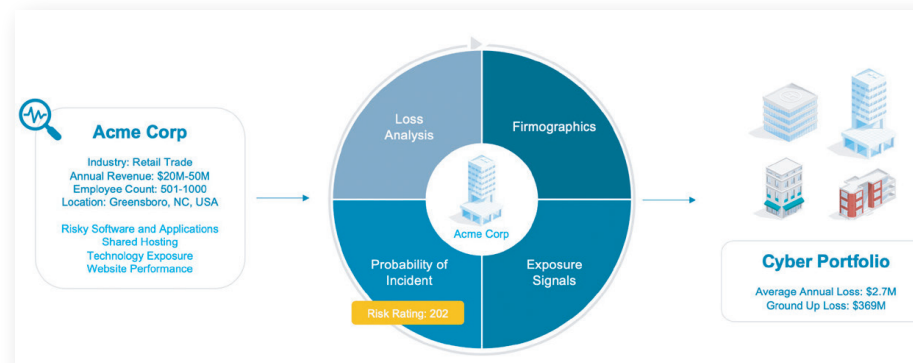 Acme Corp
Industry: Retail Trade
Annual Revenue: $20M-50M
Employee Count: 501-1000
Location: Greensboro, NC, USA
Risky Software and Applications
Shared Hosting
Technology Exposure
Website Performance
Loss
Analysis
Firmographics
Acme Corp
Probability of
Incident
Risk Rating: 202
Exposure
Signals
Cyber Portfolio
Average Annual Loss: $2.7M
Ground Up Loss: $369M